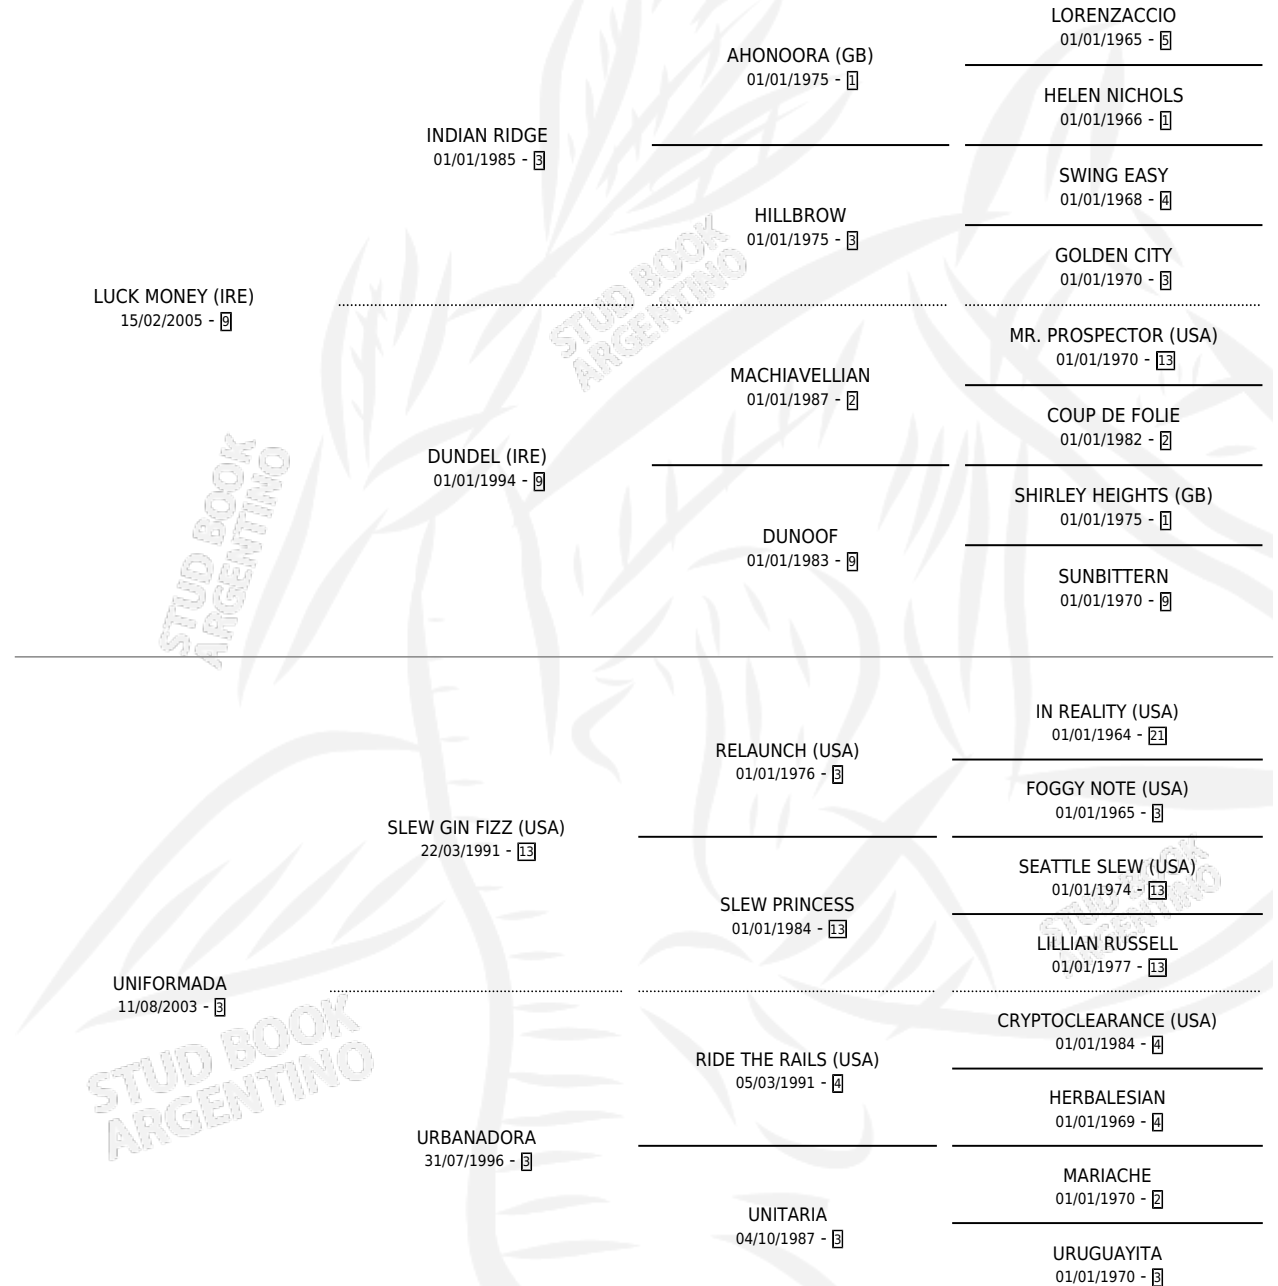 LORENZACCIO
01/01/1965 - 5
AHONOORA (GB)
01/01/1975 - 1
HELEN NICHOLS
01/01/1966 - 1
INDIAN RIDGE
01/01/1985 - 3
SWING EASY
01/01/1968 - 4
HILLBROW
01/01/1975 - 3
GOLDEN CITY
01/01/1970 - 3
LUCK MONEY (IRE)
15/02/2005 - 9
STUD BOOK
ARGENTINO
MR. PROSPECTOR (USA)
01/01/1970 - 13
MACHIAVELLIAN
01/01/1987 - 2
COUP DE FOLIE
01/01/1982 - 2
DUNDEL (IRE)
01/01/1994 - 9
SHIRLEY HEIGHTS (GB)
01/01/1975 - 1
DUNOOF
01/01/1983 - 9
SUNBITTERN
01/01/1970 - 9
STUD BOOK
ARGENTINO
IN REALITY (USA)
01/01/1964 - 21
RELAUNCH (USA)
01/01/1976 - 3
FOGGY NOTE (USA)
01/01/1965 - 3
SLEW GIN FIZZ (USA)
22/03/1991 - 13
SEATTLE SLEW (USA)
01/01/1974 - 13
SLEW PRINCESS
01/01/1984 - 13
STUD BOOK
ARGENTINO
LILLIAN RUSSELL
01/01/1977 - 13
UNIFORMADA
11/08/2003 - 3
STUD BOOK
ARGENTINO
CRYPTOCLEARANCE (USA)
01/01/1984 - 4
RIDE THE RAILS (USA)
05/03/1991 - 4
HERBALESIAN
01/01/1969 - 4
URBANADORA
31/07/1996 - 3
MARIACHE
01/01/1970 - 2
UNITARIA
04/10/1987 - 3
URUGUAYITA
01/01/1970 - 3